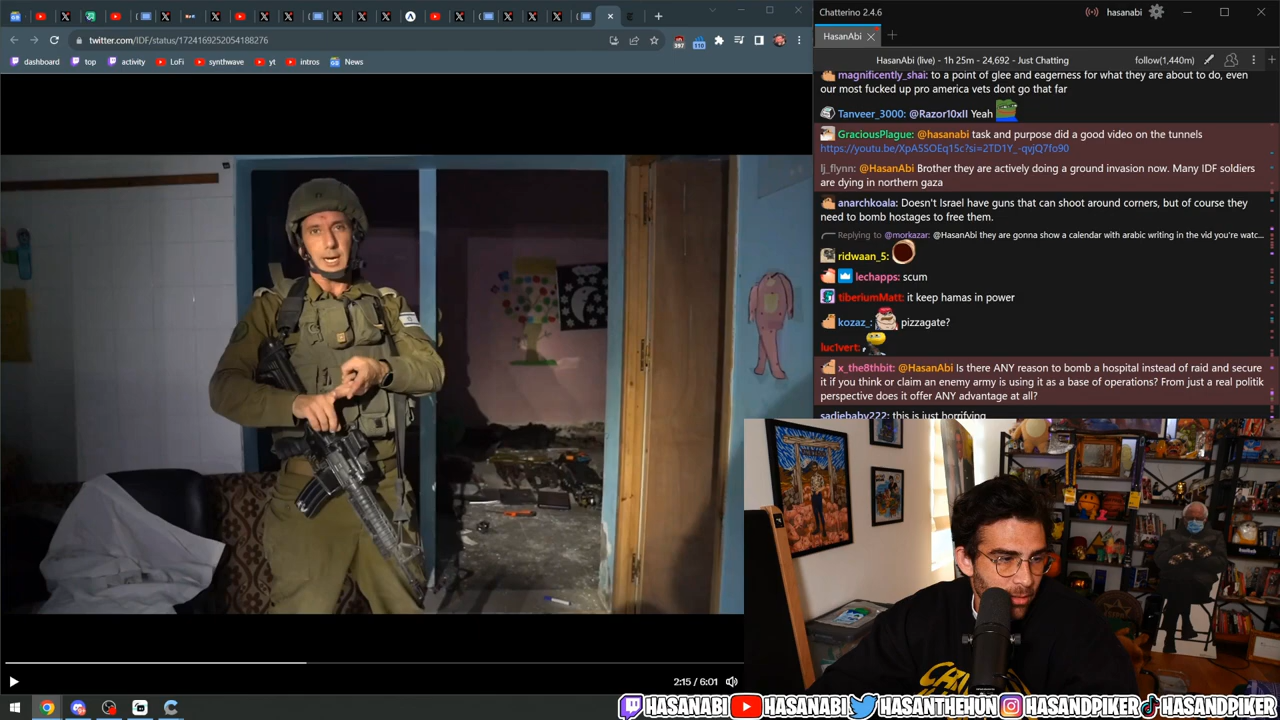 twitter.com/IDF/status/1724169252054188276
dashboard
top
activity
LoFi
synthwave
yt
intros
News
2:15 / 6:01
Chatterino 2.4.6
hasanabi
HasanAbi
HasanAbi (live) - 1h 25m - 24,692 - Just Chatting
follow(1,440m)
magnificently_shai: to a point of glee and eagerness for what they are about to do, even
our most fucked up pro america vets dont go that far
Tanveer_3000: @Razor10xII Yeah
GraciousPlague: @hasanabi task and purpose did a good video on the tunnels
https://youtu.be/XpA5SOEq15c?si=2TD1Y_-qvjQ7fo90
lj_flynn: @HasanAbi Brother they are actively doing a ground invasion now. Many IDF soldiers
are dying in northern gaza
anarchkoala: Doesn't Israel have guns that can shoot around corners, but of course they
need to bomb hostages to free them.
Replying to @morkazar: @HasanAbi they are gonna show a calendar with arabic writing in the vid you're watc...
ridwaan_5:
lechapps: scum
tiberiumMatt: it keep hamas in power
kozaz_: pizzagate?
luc1vert:
x_the8thbit: @HasanAbi Is there ANY reason to bomb a hospital instead of raid and secure
it if you think or claim an enemy army is using it as a base of operations? From just a real politik
perspective does it offer ANY advantage at all?
sadiebaby222: this is just horrifying
HASANABI
HASANABI
HASANTHEHUN
HASANDPIKER
HASANDPIKER